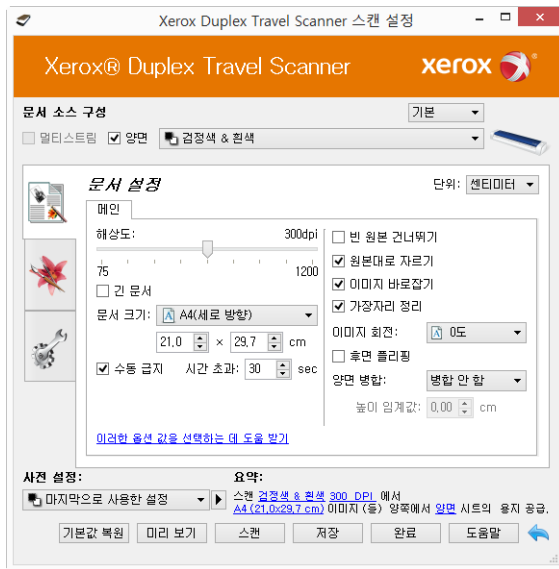 Xerox Duplex Travel Scanner 스캔 설정
Xerox® Duplex Travel Scanner
xerox
문서 소스 구성
기본
멀티스트림 양면 검정색 & 흰색
문서 설정
단위: 센티미터
메인
해상도: 300dpi
75 1200
긴 문서
문서 크기: A4(세로 방향)
21,0 × 29,7 cm
수동 급지 시간 초과: 30 sec
이러한 옵션 값을 선택하는 데 도움 받기
빈 원본 건너뛰기
원본대로 자르기
이미지 바로잡기
가장자리 정리
이미지 회전: 0도
후면 플리핑
양면 병합: 병합 안 함
높이 임계값: 0,00 cm
사전 설정:
마지막으로 사용한 설정
요약:
스캔 검정색 & 흰색 300 DPI 에서
A4 (21,0x29,7 cm) 이미지 (들) 양쪽에서 양면 시트의 용지 공급.
기본값 복원 미리 보기 스캔 저장 완료 도움말